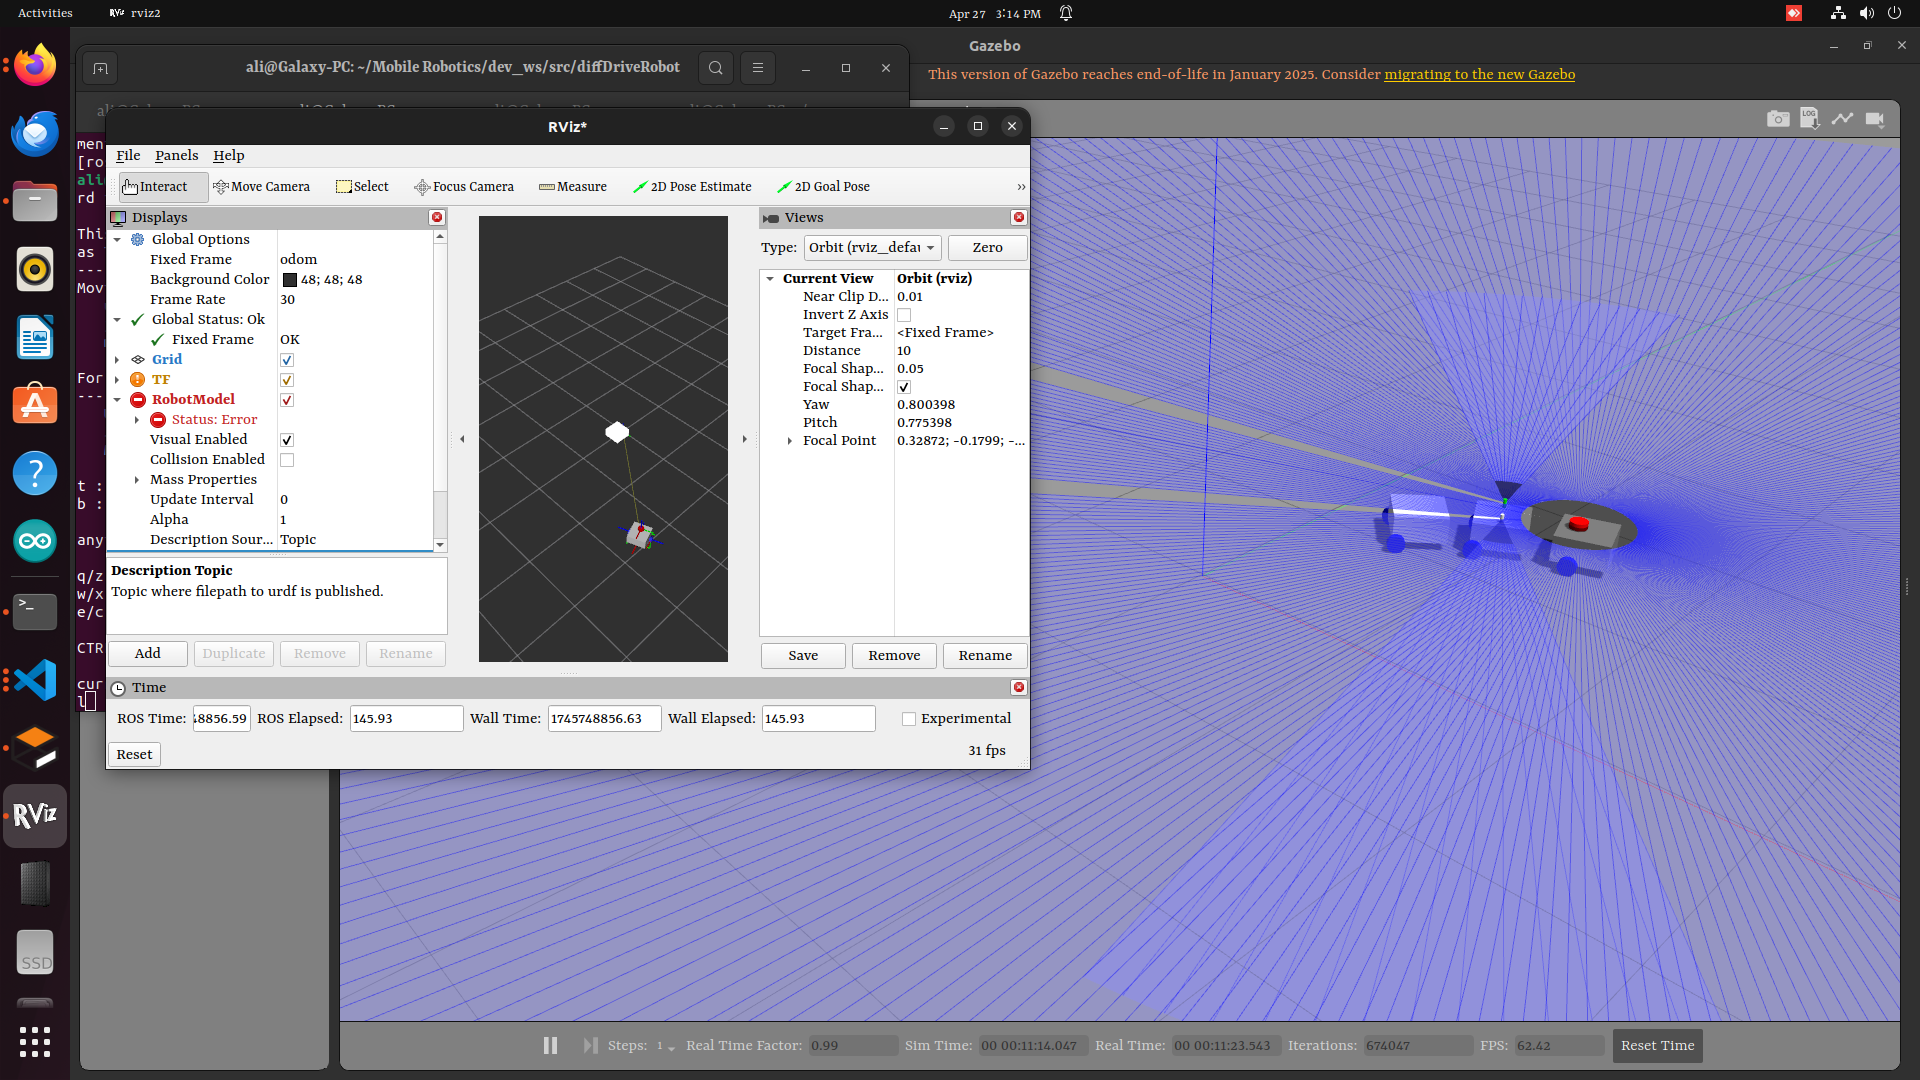 Activities
rviz2
Apr 27 3:14 PM
Gazebo
ali@Galaxy-PC: ~/Mobile Robotics/dev_ws/src/diffDriveRobot
This version of Gazebo reaches end-of-life in January 2025. Consider migrating to the new Gazebo
RViz*
File Panels Help
Interact Move Camera Select Focus Camera Measure 2D Pose Estimate 2D Goal Pose »
Displays
Global Options
Fixed Frame odom
Background Color 48; 48; 48
Frame Rate 30
Global Status: Ok
Fixed Frame OK
Grid
TF
RobotModel
Status: Error
Visual Enabled
Collision Enabled
Mass Properties
Update Interval 0
Alpha 1
Description Sour... Topic
Description Topic
Topic where filepath to urdf is published.
Add Duplicate Remove Rename
Views
Type: Orbit (rviz_defau Zero
Current View Orbit (rviz)
Near Clip D... 0.01
Invert Z Axis
Target Fra... <Fixed Frame>
Distance 10
Focal Shap... 0.05
Focal Shap...
Yaw 0.800398
Pitch 0.775398
Focal Point 0.32872; -0.1799; -...
Save Remove Rename
Time
ROS Time: 48856.59 ROS Elapsed: 145.93 Wall Time: 1745748856.63 Wall Elapsed: 145.93 Experimental
Reset
31 fps
men
[ro
ali
rd
Thi
as
---
Mov
For
---
t :
b :
any
q/z
w/x
e/c
CTR
cur
l
LOG
RViz
SSD
Steps: 1 Real Time Factor: 0.99 Sim Time: 00 00:11:14.047 Real Time: 00 00:11:23.543 Iterations: 674047 FPS: 62.42 Reset Time